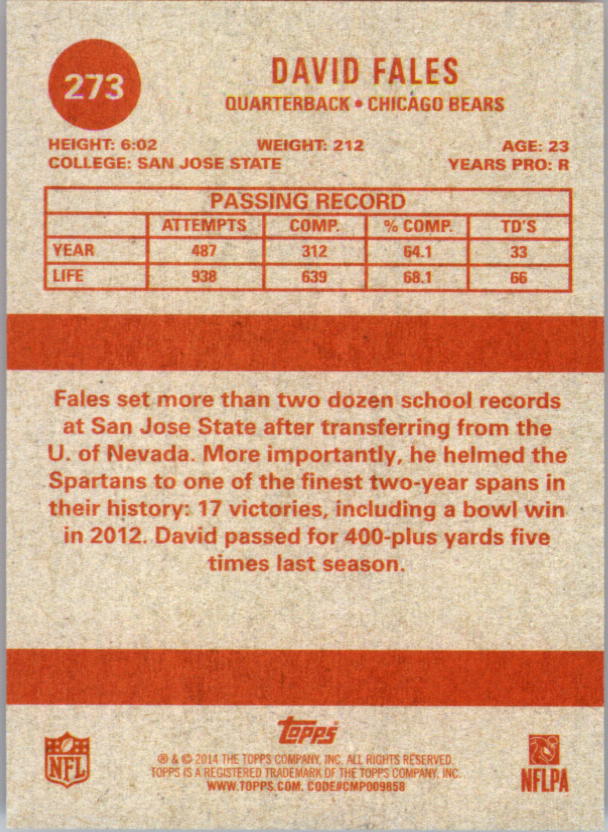 273
DAVID FALES
QUARTERBACK • CHICAGO BEARS
HEIGHT: 6:02 WEIGHT: 212 AGE: 23
COLLEGE: SAN JOSE STATE YEARS PRO: R
PASSING RECORD
ATTEMPTS COMP. % COMP. TD'S
YEAR 487 312 64.1 33
LIFE 938 639 68.1 66
Fales set more than two dozen school records
at San Jose State after transferring from the
U. of Nevada. More importantly, he helmed the
Spartans to one of the finest two-year spans in
their history: 17 victories, including a bowl win
in 2012. David passed for 400-plus yards five
times last season.
Topps
NFL
® & © 2014 THE TOPPS COMPANY, INC. ALL RIGHTS RESERVED.
TOPPS IS A REGISTERED TRADEMARK OF THE TOPPS COMPANY, INC.
WWW.TOPPS.COM. CODE#CMP009858
NFLPA